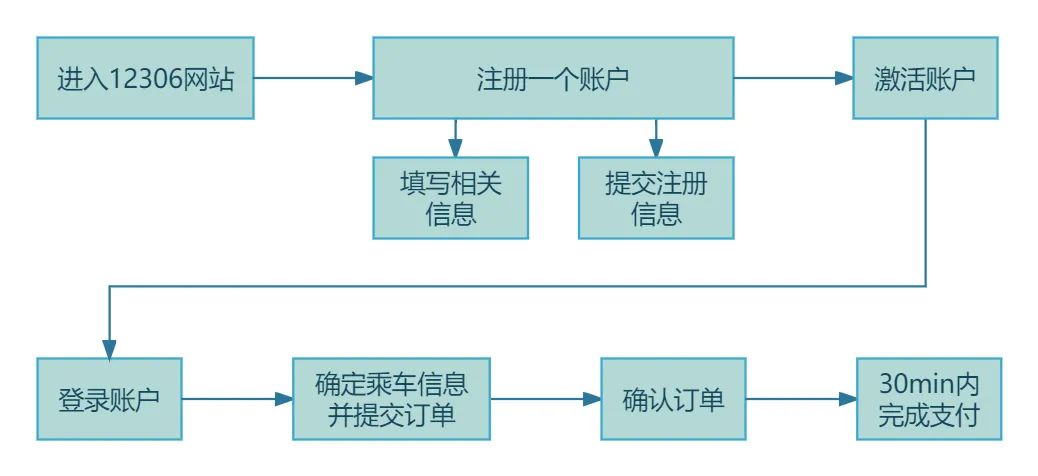 进入12306网站
注册一个账户
激活账户
填写相关
信息
提交注册
信息
登录账户
确定乘车信息
并提交订单
确认订单
30min内
完成支付